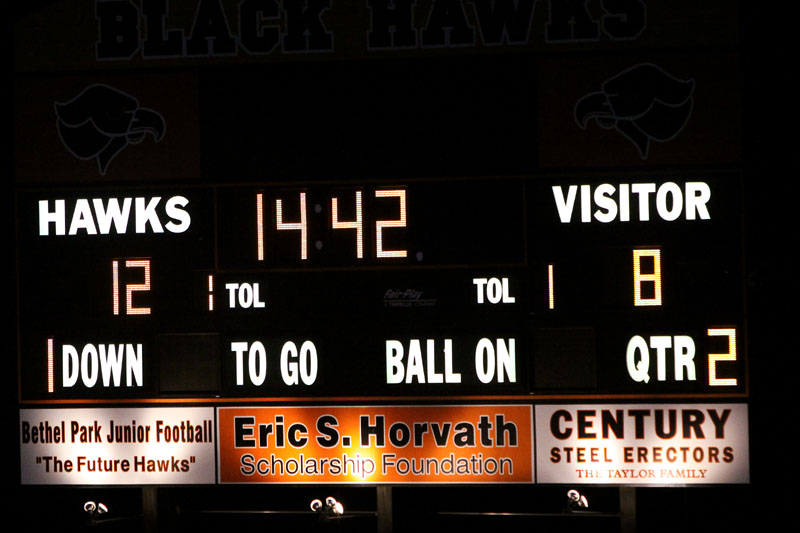 BLACK HAWKS
HAWKS 14:42 VISITOR
12 1 TOL TOL 1 8
1 DOWN TO GO BALL ON QTR 2
Fair-Play
Bethel Park Junior Football
"The Future Hawks"
Eric S. Horvath
Scholarship Foundation
CENTURY
STEEL ERECTORS
THE TAYLOR FAMILY